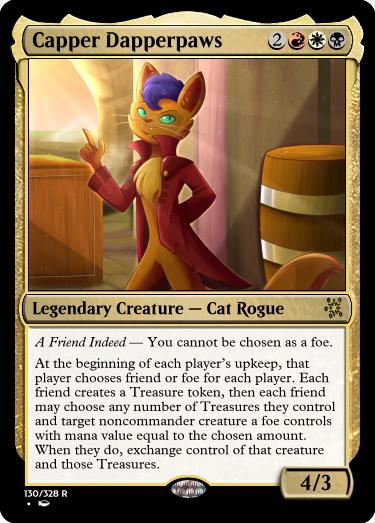 Capper Dapperpaws 2
Legendary Creature — Cat Rogue
A Friend Indeed — You cannot be chosen as a foe.
At the beginning of each player's upkeep, that
player chooses friend or foe for each player. Each
friend creates a Treasure token, then each friend
may choose any number of Treasures they control
and target noncommander creature a foe controls
with mana value equal to the chosen amount.
When they do, exchange control of that creature
and those Treasures.
4/3
130/328 R